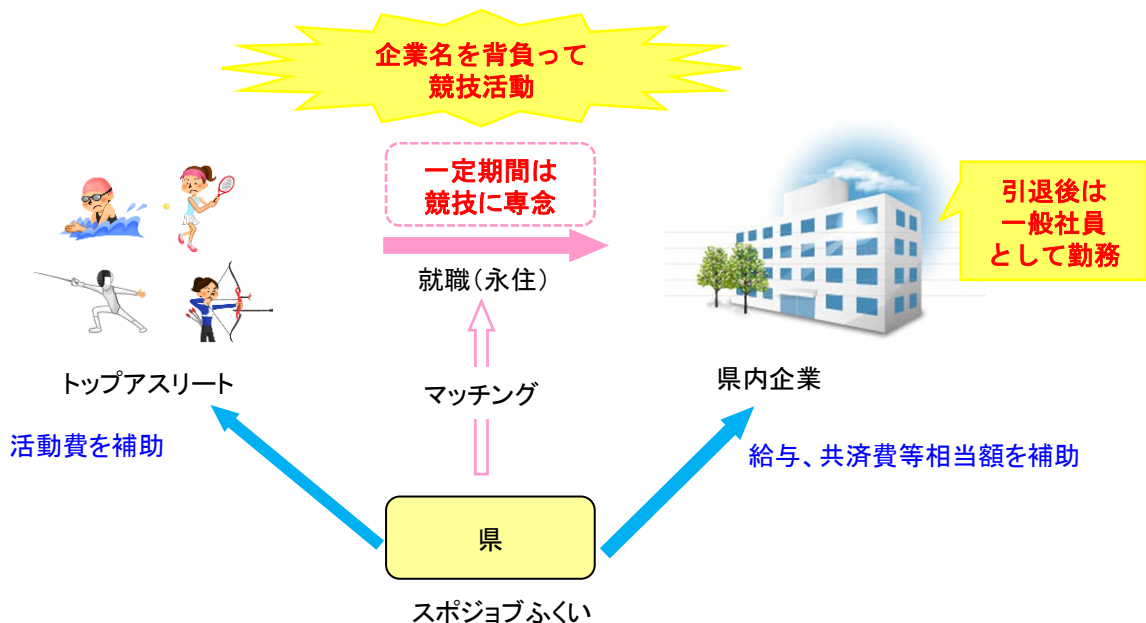 企業名を背負って
競技活動
一定期間は
競技に専念
引退後は
一般社員
として勤務
就職(永住)
トップアスリート
マッチング
県内企業
活動費を補助
給与、共済費等相当額を補助
県
スポジョブふくい